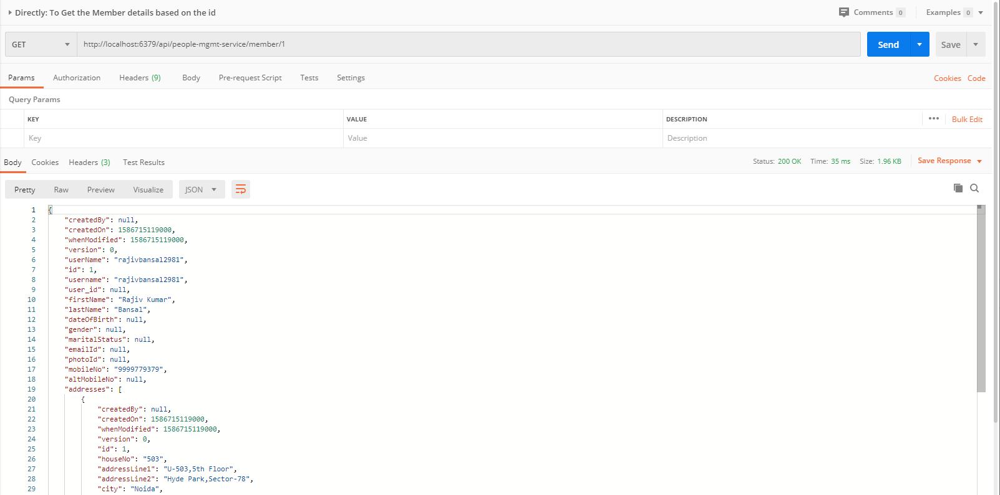 Directly: To Get the Member details based on the id Comments 0 Examples 0
GET http://localhost:6379/api/people-mgmt-service/member/1 Send Save
Params Authorization Headers (9) Body Pre-request Script Tests Settings Cookies Code
Query Params
KEY VALUE DESCRIPTION ••• Bulk Edit
Key Value Description
Body Cookies Headers (3) Test Results Status: 200 OK Time: 35 ms Size: 1.96 KB Save Response
Pretty Raw Preview Visualize JSON
1 {
2 "createdBy": null,
3 "createdOn": 1586715119000,
4 "whenModified": 1586715119000,
5 "version": 0,
6 "userName": "rajivbansal2981",
7 "id": 1,
8 "username": "rajivbansal2981",
9 "user_id": null,
10 "firstName": "Rajiv Kumar",
11 "lastName": "Bansal",
12 "dateOfBirth": null,
13 "gender": null,
14 "maritalStatus": null,
15 "emailId": null,
16 "photoId": null,
17 "mobileNo": "9999779379",
18 "altMobileNo": null,
19 "addresses": [
20 {
21 "createdBy": null,
22 "createdOn": 1586715119000,
23 "whenModified": 1586715119000,
24 "version": 0,
25 "id": 1,
26 "houseNo": "503",
27 "addressLine1": "U-503,5th Floor",
28 "addressLine2": "Hyde Park,Sector-78",
29 "city": "Noida",